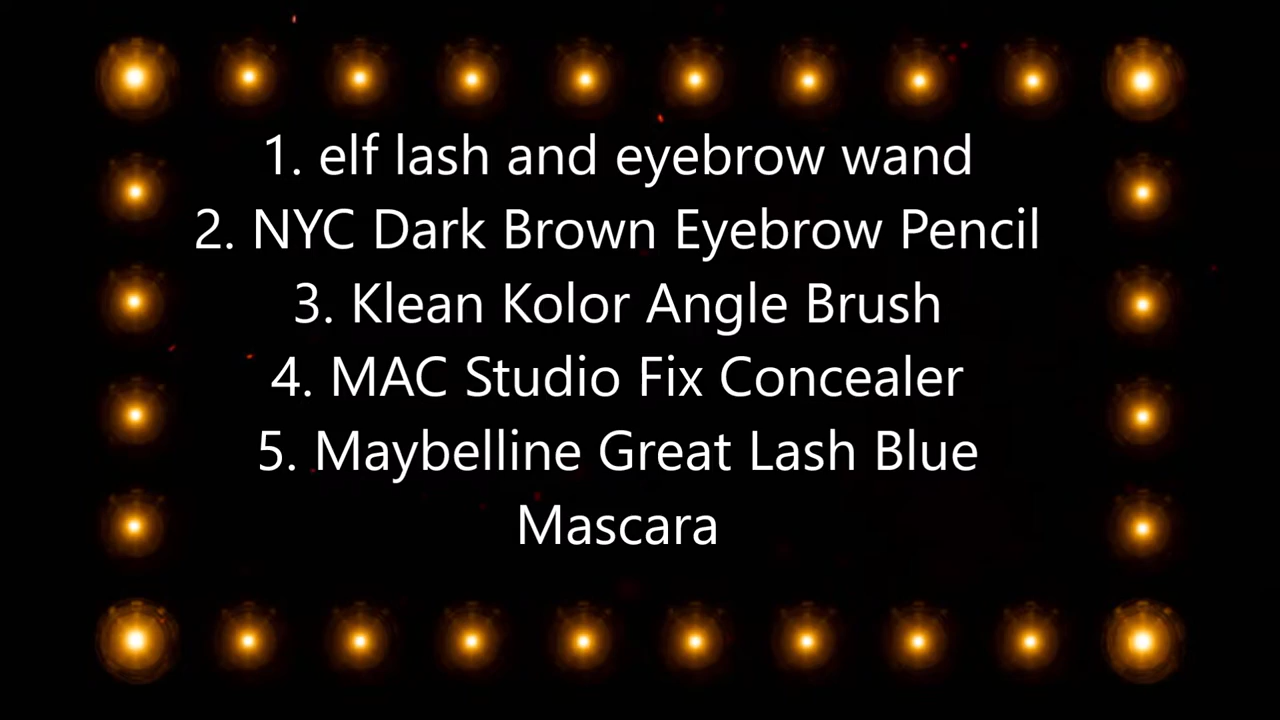 1. elf lash and eyebrow wand
2. NYC Dark Brown Eyebrow Pencil
3. Klean Kolor Angle Brush
4. MAC Studio Fix Concealer
5. Maybelline Great Lash Blue
Mascara